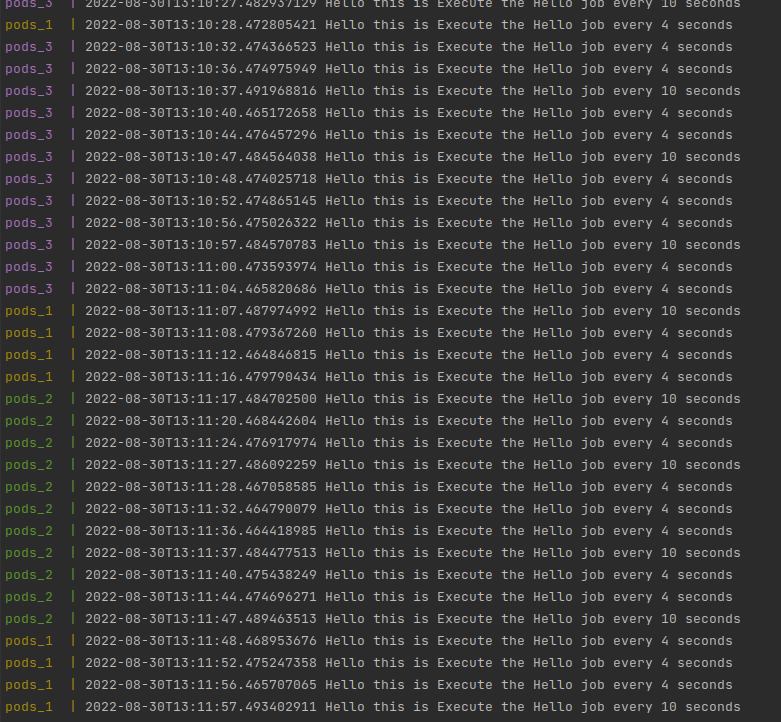 pods_3  | 2022-08-30T13:10:27.482937129 Hello this is Execute the Hello job every 10 seconds
pods_1  | 2022-08-30T13:10:28.472805421 Hello this is Execute the Hello job every 4 seconds
pods_3  | 2022-08-30T13:10:32.474366523 Hello this is Execute the Hello job every 4 seconds
pods_3  | 2022-08-30T13:10:36.474975949 Hello this is Execute the Hello job every 4 seconds
pods_3  | 2022-08-30T13:10:37.491968816 Hello this is Execute the Hello job every 10 seconds
pods_3  | 2022-08-30T13:10:40.465172658 Hello this is Execute the Hello job every 4 seconds
pods_3  | 2022-08-30T13:10:44.476457296 Hello this is Execute the Hello job every 4 seconds
pods_3  | 2022-08-30T13:10:47.484564038 Hello this is Execute the Hello job every 10 seconds
pods_3  | 2022-08-30T13:10:48.474025718 Hello this is Execute the Hello job every 4 seconds
pods_3  | 2022-08-30T13:10:52.474865145 Hello this is Execute the Hello job every 4 seconds
pods_3  | 2022-08-30T13:10:56.475026322 Hello this is Execute the Hello job every 4 seconds
pods_3  | 2022-08-30T13:10:57.484570783 Hello this is Execute the Hello job every 10 seconds
pods_3  | 2022-08-30T13:11:00.473593974 Hello this is Execute the Hello job every 4 seconds
pods_3  | 2022-08-30T13:11:04.465820686 Hello this is Execute the Hello job every 4 seconds
pods_1  | 2022-08-30T13:11:07.487974992 Hello this is Execute the Hello job every 10 seconds
pods_1  | 2022-08-30T13:11:08.479367260 Hello this is Execute the Hello job every 4 seconds
pods_1  | 2022-08-30T13:11:12.464846815 Hello this is Execute the Hello job every 4 seconds
pods_1  | 2022-08-30T13:11:16.479790434 Hello this is Execute the Hello job every 4 seconds
pods_2  | 2022-08-30T13:11:17.484702500 Hello this is Execute the Hello job every 10 seconds
pods_2  | 2022-08-30T13:11:20.468442604 Hello this is Execute the Hello job every 4 seconds
pods_2  | 2022-08-30T13:11:24.476917974 Hello this is Execute the Hello job every 4 seconds
pods_2  | 2022-08-30T13:11:27.486092259 Hello this is Execute the Hello job every 10 seconds
pods_2  | 2022-08-30T13:11:28.467058585 Hello this is Execute the Hello job every 4 seconds
pods_2  | 2022-08-30T13:11:32.464790079 Hello this is Execute the Hello job every 4 seconds
pods_2  | 2022-08-30T13:11:36.464418985 Hello this is Execute the Hello job every 4 seconds
pods_2  | 2022-08-30T13:11:37.484477513 Hello this is Execute the Hello job every 10 seconds
pods_2  | 2022-08-30T13:11:40.475438249 Hello this is Execute the Hello job every 4 seconds
pods_2  | 2022-08-30T13:11:44.474696271 Hello this is Execute the Hello job every 4 seconds
pods_2  | 2022-08-30T13:11:47.489463513 Hello this is Execute the Hello job every 10 seconds
pods_1  | 2022-08-30T13:11:48.468953676 Hello this is Execute the Hello job every 4 seconds
pods_1  | 2022-08-30T13:11:52.475247358 Hello this is Execute the Hello job every 4 seconds
pods_1  | 2022-08-30T13:11:56.465707065 Hello this is Execute the Hello job every 4 seconds
pods_1  | 2022-08-30T13:11:57.493402911 Hello this is Execute the Hello job every 10 seconds